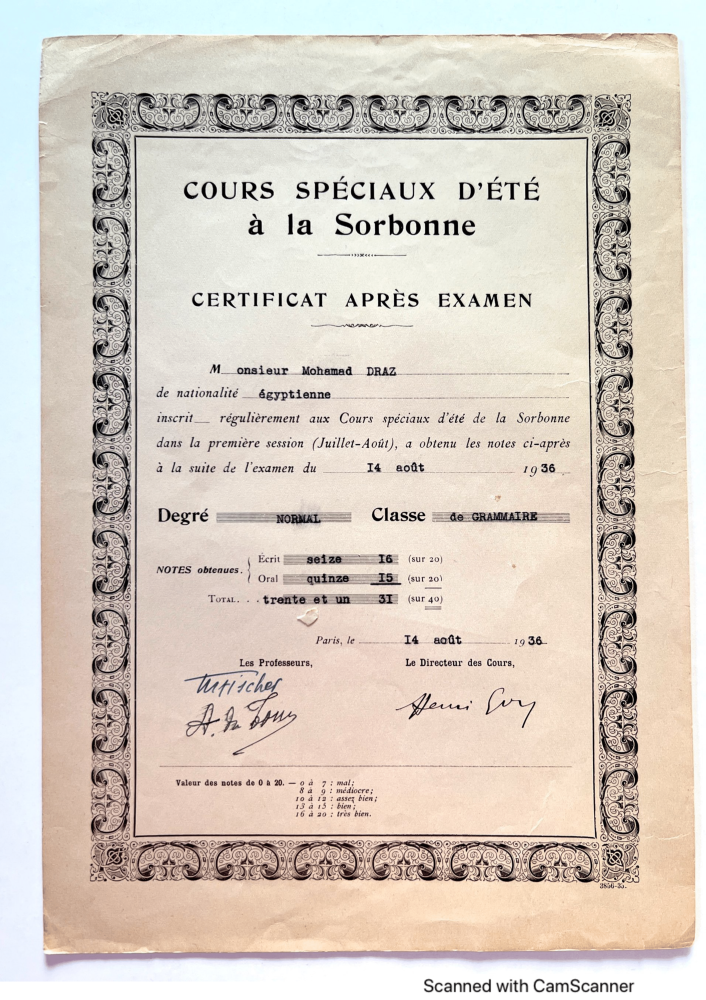 COURS SPÉCIAUX D'ÉTÉ
à la Sorbonne
CERTIFICAT APRÈS EXAMEN
Monsieur Mohamad DRAZ
de nationalité égyptienne
inscrit régulièrement aux Cours spéciaux d'été de la Sorbonne
dans la première session (Juillet-Août), a obtenu les notes ci-après
à la suite de l'examen du I4 août 1936
Degré NORMAL Classe de GRAMMAIRE
NOTES obtenues.
Écrit seize I6 (sur 20)
Oral quinze I5 (sur 20)
TOTAL. . . trente et un 3I (sur 40)
Paris, le I4 août 1936
Les Professeurs, Le Directeur des Cours,
Henri Goy
Valeur des notes de 0 à 20. — 0 à 7 : mal;
8 à 9 : médiocre;
10 à 12 : assez bien;
13 à 15 : bien;
16 à 20 : très bien.
3856-35.
Scanned with CamScanner